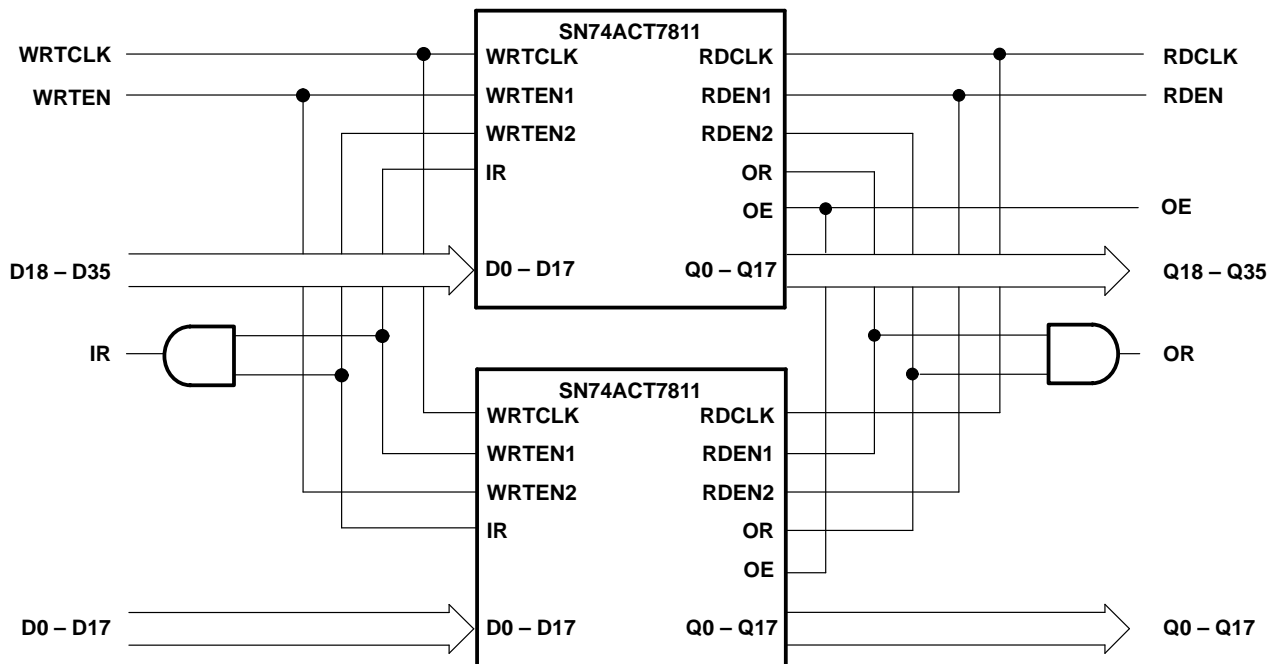 SN74ACT7811
WRTCLK WRTCLK RDCLK RDCLK
WRTEN WRTEN1 RDEN1 RDEN
WRTEN2 RDEN2
IR OR
OE OE
D18 – D35 D0 – D17 Q0 – Q17 Q18 – Q35
IR OR
SN74ACT7811
WRTCLK RDCLK
WRTEN1 RDEN1
WRTEN2 RDEN2
IR OR
OE
D0 – D17 D0 – D17 Q0 – Q17 Q0 – Q17